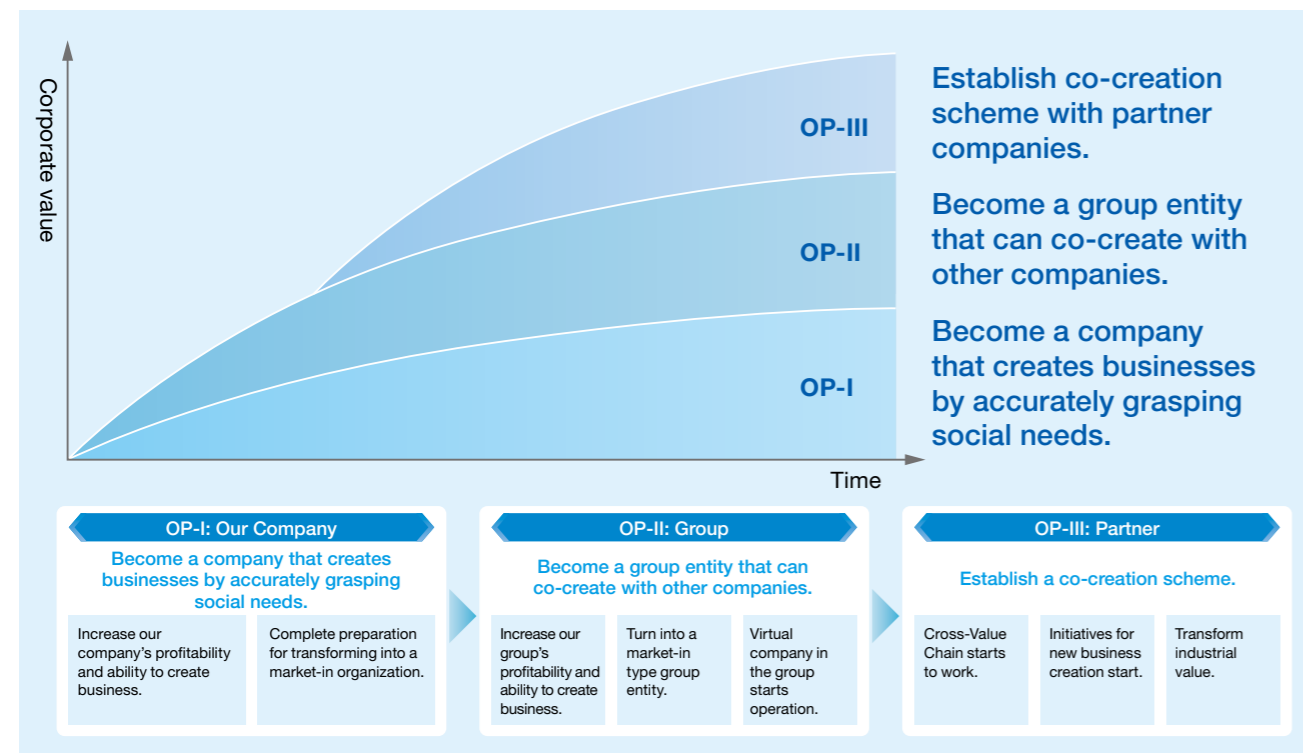 Corporate value
OP-III
OP-II
OP-I
Time
Establish co-creation
scheme with partner
companies.
Become a group entity
that can co-create with
other companies.
Become a company
that creates businesses
by accurately grasping
social needs.
OP-I: Our Company
Become a company that creates
businesses by accurately grasping
social needs.
Increase our
company's profitability
and ability to create
business.
Complete preparation
for transforming into a
market-in organization.
OP-II: Group
Become a group entity that can
co-create with other companies.
Increase our
group's
profitability and
ability to create
business.
Turn into a
market-in
type group
entity.
Virtual
company in
the group
starts
operation.
OP-III: Partner
Establish a co-creation scheme.
Cross-Value
Chain starts
to work.
Initiatives for
new business
creation start.
Transform
industrial
value.